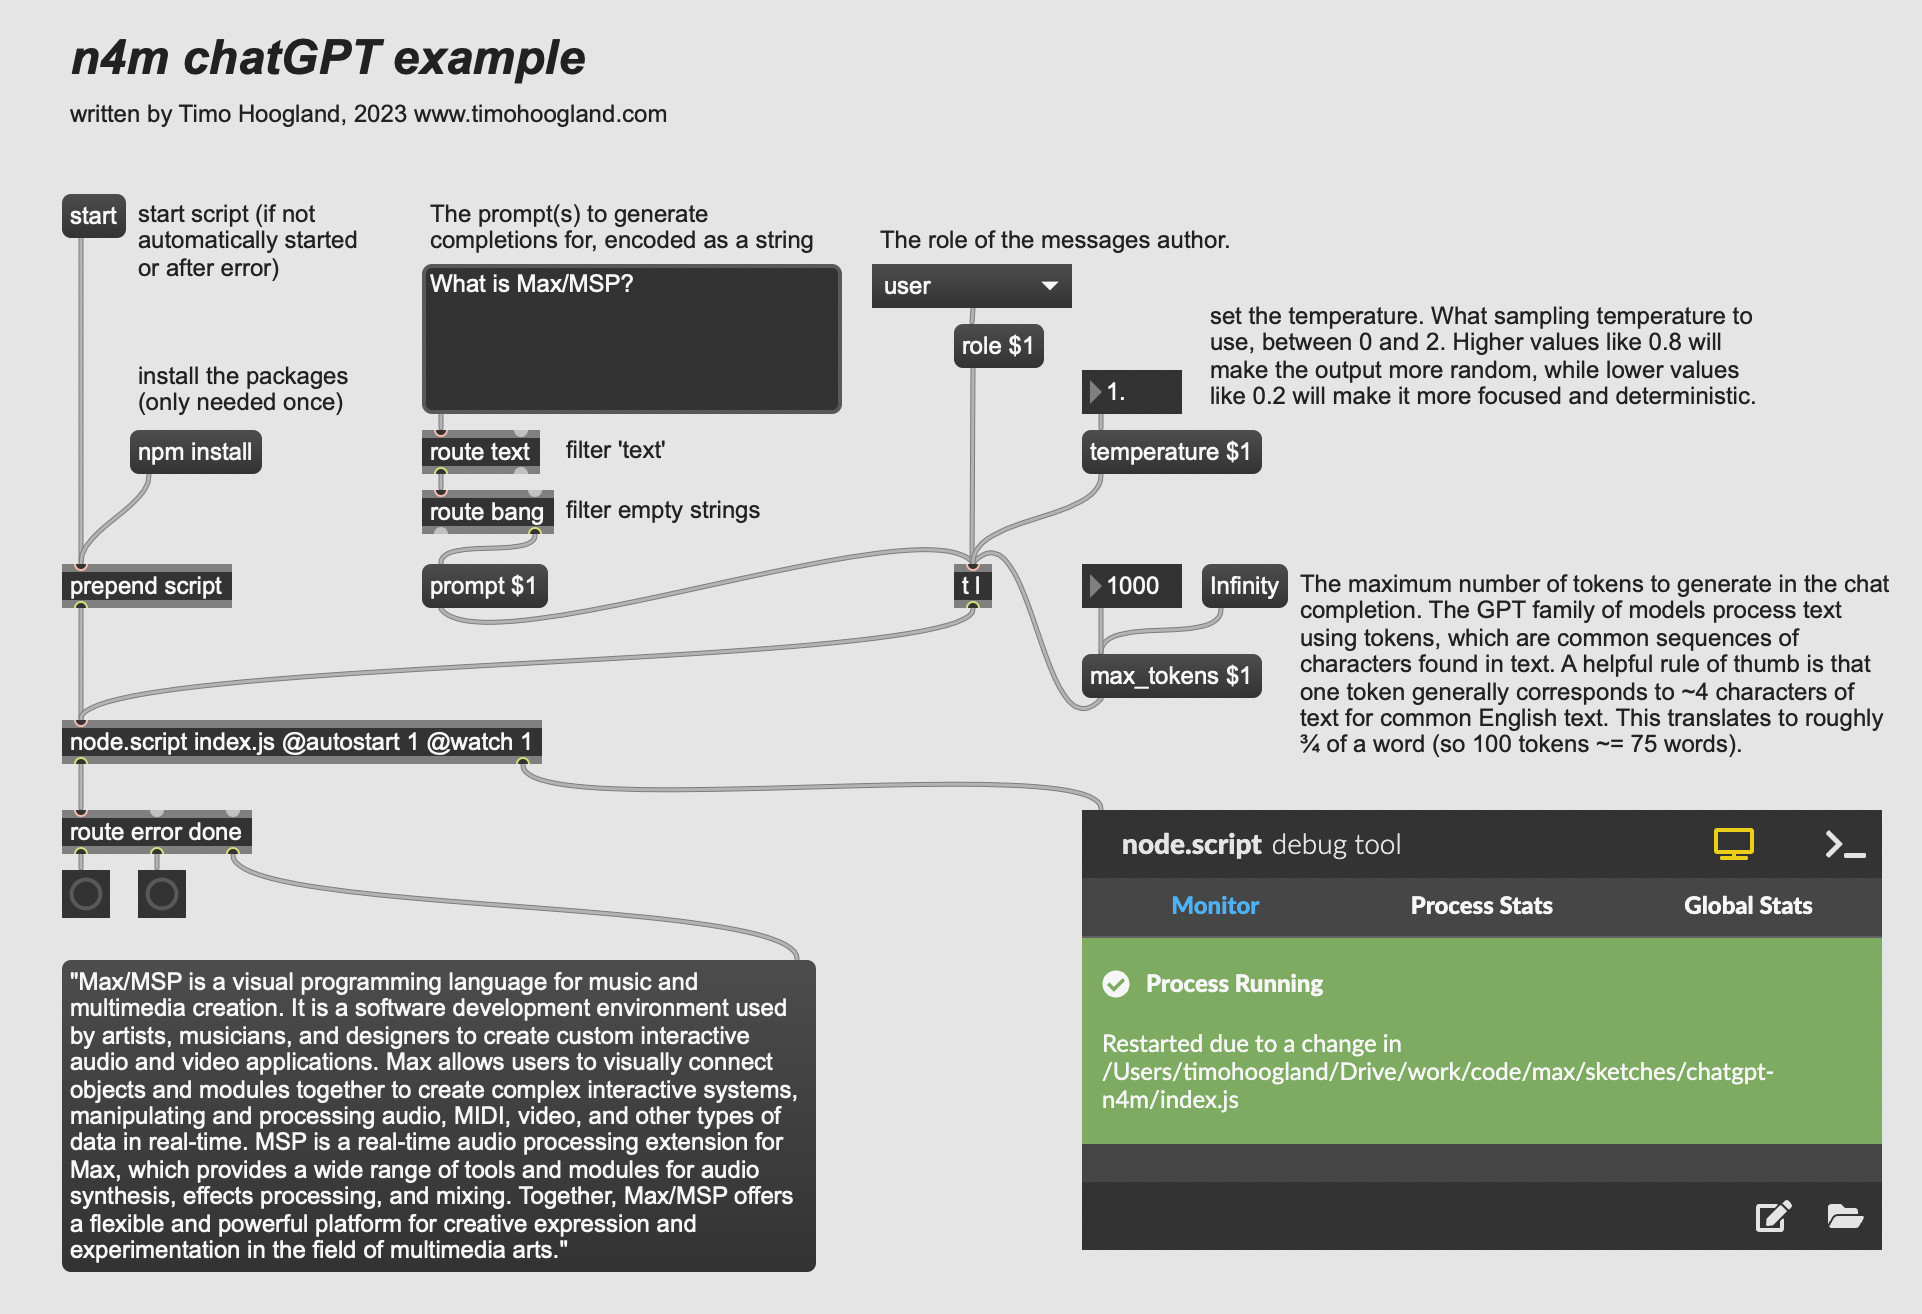 n4m chatGPT example
written by Timo Hoogland, 2023 www.timohoogland.com
start
start script (if not
automatically started
or after error)
install the packages
(only needed once)
npm install
prepend script
The prompt(s) to generate
completions for, encoded as a string
What is Max/MSP?
route text
filter 'text'
route bang
filter empty strings
prompt $1
The role of the messages author.
user
role $1
t l
set the temperature. What sampling temperature to
use, between 0 and 2. Higher values like 0.8 will
make the output more random, while lower values
like 0.2 will make it more focused and deterministic.
1.
temperature $1
1000
Infinity
max_tokens $1
The maximum number of tokens to generate in the chat
completion. The GPT family of models process text
using tokens, which are common sequences of
characters found in text. A helpful rule of thumb is that
one token generally corresponds to ~4 characters of
text for common English text. This translates to roughly
¾ of a word (so 100 tokens ~= 75 words).
node.script index.js @autostart 1 @watch 1
route error done
"Max/MSP is a visual programming language for music and
multimedia creation. It is a software development environment used
by artists, musicians, and designers to create custom interactive
audio and video applications. Max allows users to visually connect
objects and modules together to create complex interactive systems,
manipulating and processing audio, MIDI, video, and other types of
data in real-time. MSP is a real-time audio processing extension for
Max, which provides a wide range of tools and modules for audio
synthesis, effects processing, and mixing. Together, Max/MSP offers
a flexible and powerful platform for creative expression and
experimentation in the field of multimedia arts."
node.script debug tool
Monitor Process Stats Global Stats
Process Running
Restarted due to a change in
/Users/timohoogland/Drive/work/code/max/sketches/chatgpt-
n4m/index.js